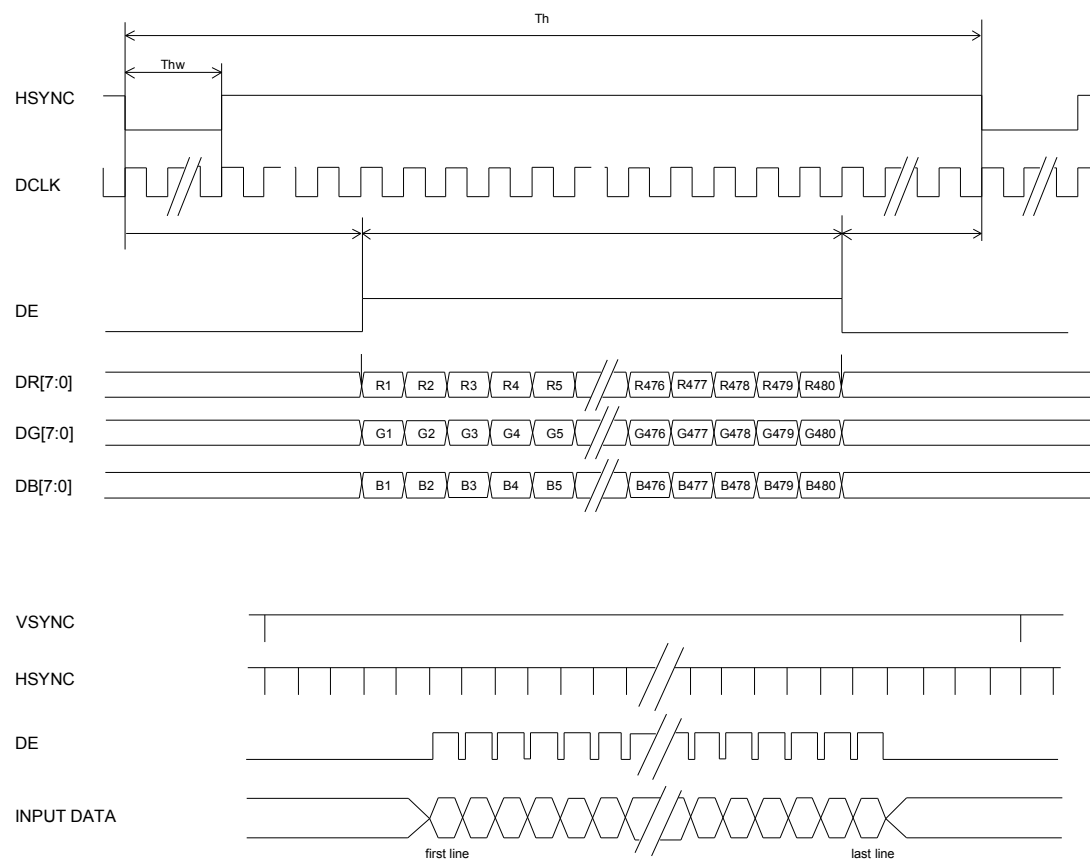 Th
Thw
HSYNC
DCLK
DE
DR[7:0] R1 R2 R3 R4 R5 R476 R477 R478 R479 R480
DG[7:0] G1 G2 G3 G4 G5 G476 G477 G478 G479 G480
DB[7:0] B1 B2 B3 B4 B5 B476 B477 B478 B479 B480
VSYNC
HSYNC
DE
INPUT DATA
first line last line